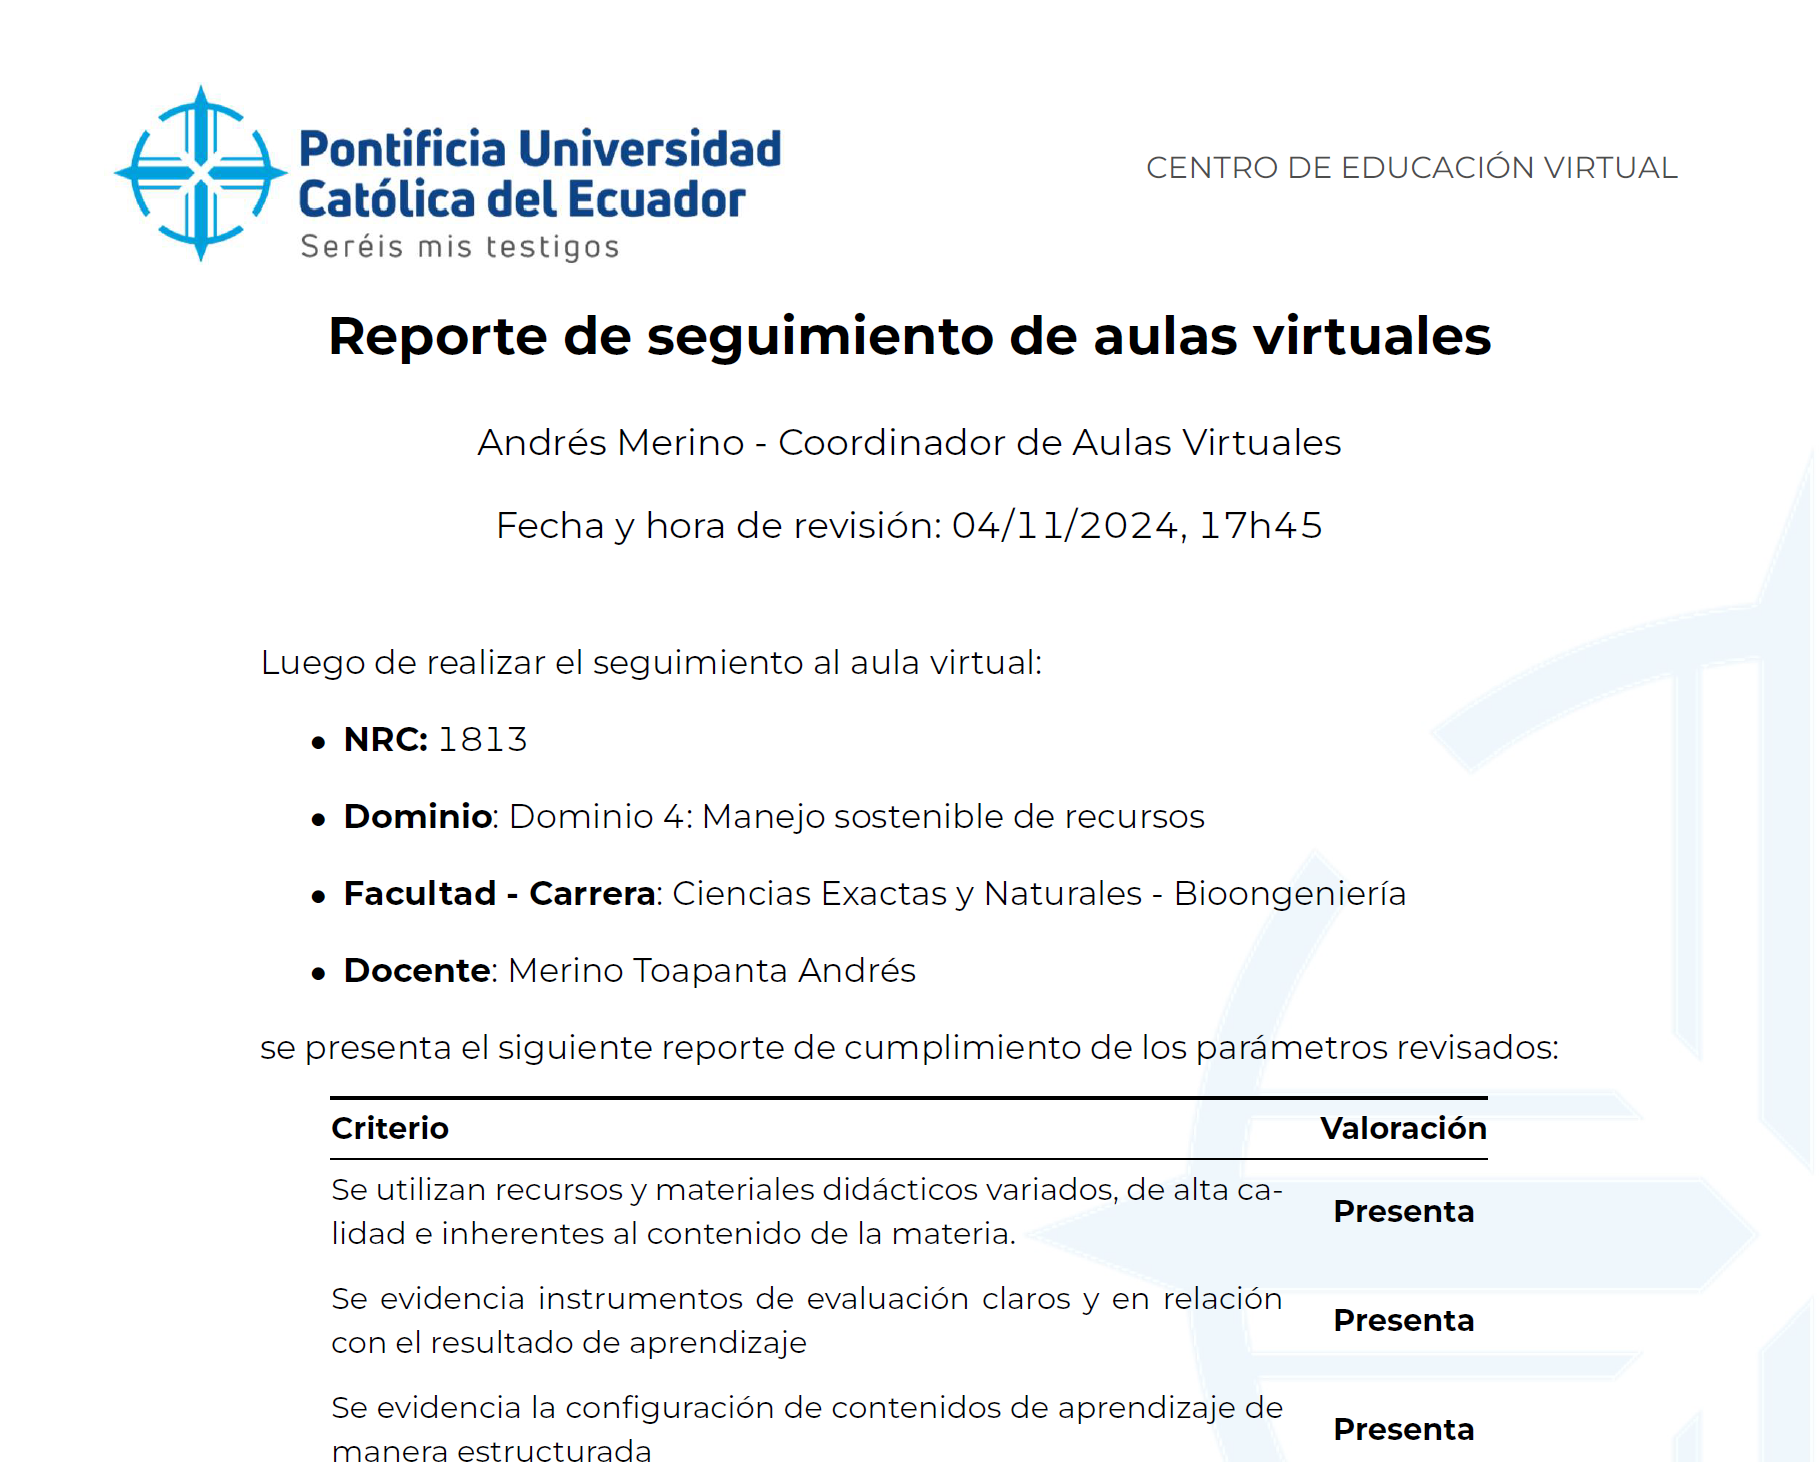 Pontificia Universidad
Católica del Ecuador
Seréis mis testigos
CENTRO DE EDUCACIÓN VIRTUAL
Reporte de seguimiento de aulas virtuales
Andrés Merino - Coordinador de Aulas Virtuales
Fecha y hora de revisión: 04/11/2024, 17h45
Luego de realizar el seguimiento al aula virtual:
• NRC: 1813
• Dominio: Dominio 4: Manejo sostenible de recursos
• Facultad - Carrera: Ciencias Exactas y Naturales - Bioongeniería
• Docente: Merino Toapanta Andrés
se presenta el siguiente reporte de cumplimiento de los parámetros revisados:
Criterio Valoración
Se utilizan recursos y materiales didácticos variados, de alta ca-
lidad e inherentes al contenido de la materia.
Presenta
Se evidencia instrumentos de evaluación claros y en relación
con el resultado de aprendizaje
Presenta
Se evidencia la configuración de contenidos de aprendizaje de
manera estructurada
Presenta